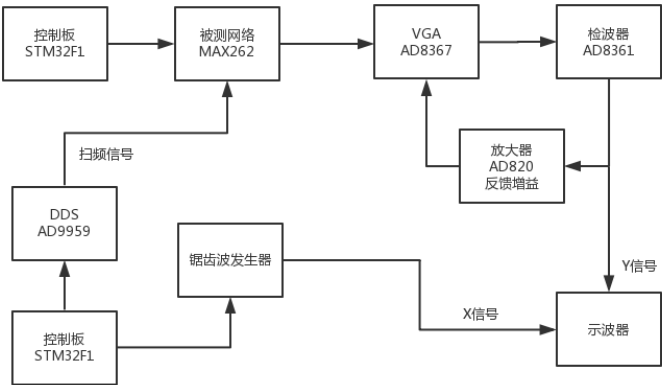 控制板
STM32F1
被测网络
MAX262
VGA
AD8367
检波器
AD8361
扫频信号
放大器
AD820
反馈增益
DDS
AD9959
锯齿波发生器
Y信号
X信号
示波器
控制板
STM32F1